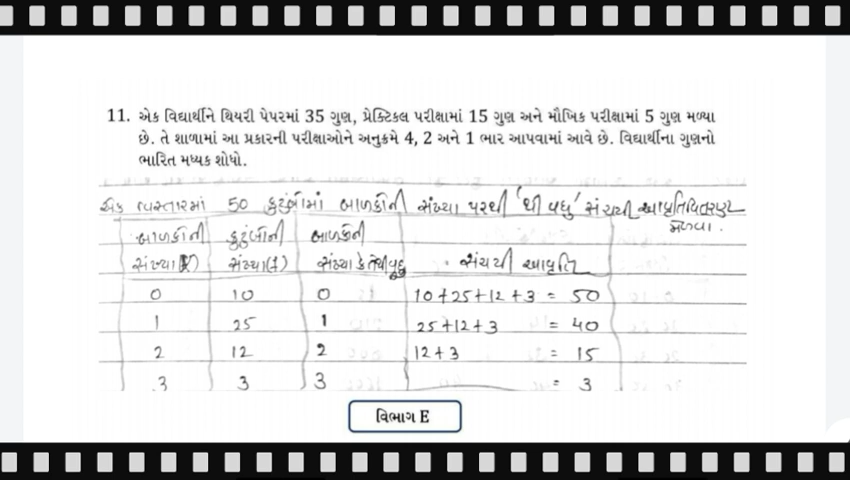 11. એક વિદ્યાર્થીને થિયરી પેપરમાં 35 ગુણ, પ્રેક્ટિકલ પરીક્ષામાં 15 ગુણ અને મૌખિક પરીક્ષામાં 5 ગુણ મળ્યા
છે. તે શાળામાં આ પ્રકારની પરીક્ષાઓને અનુક્રમે 4, 2 અને 1 ભાર આપવામાં આવે છે. વિદ્યાર્થીના ગુણનો
ભારિત મધ્યક શોધો.
એક વિસ્તારમાં 50 કુટુંબોમાં બાળકોની સંખ્યા પરથી 'થી વધુ' સંચયી આવૃત્તિવિતરણ
મેળવો.
બાળકોની કુટુંબોની બાળકોની
સંખ્યા સંખ્યા (f) સંખ્યા કે તેથી વધુ સંચયી આવૃત્તિ
0 10 0 10+25+12+3 = 50
1 25 1 25+12+3 = 40
2 12 2 12+3 = 15
3 3 3 = 3
વિભાગ E